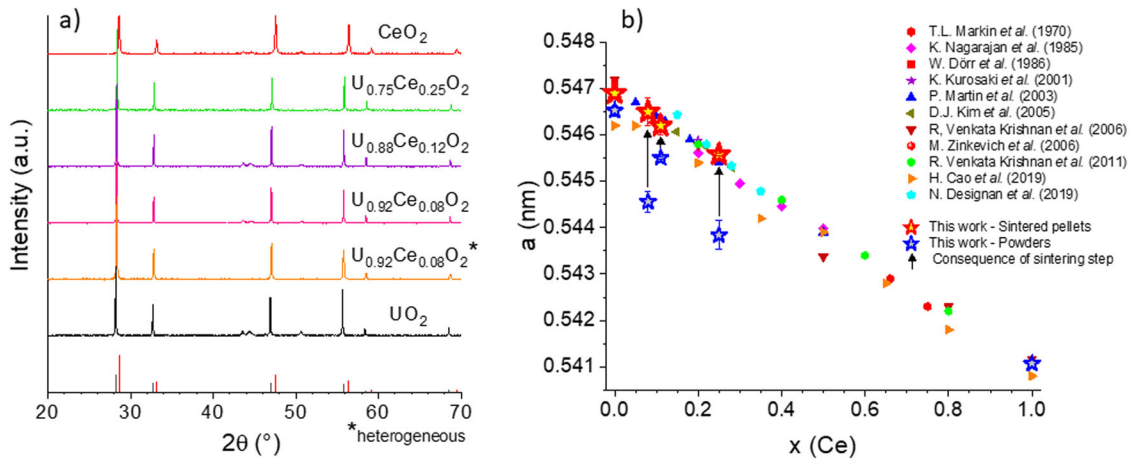 a)
Intensity (a.u.)
CeO₂
U₀.₇₅Ce₀.₂₅O₂
U₀.₈₈Ce₀.₁₂O₂
U₀.₉₂Ce₀.₀₈O₂
U₀.₉₂Ce₀.₀₈O₂*
UO₂
20 30 40 50 60 70
2θ (°)
*heterogeneous
b)
a (nm)
0.548
0.547
0.546
0.545
0.544
0.543
0.542
0.541
0.0 0.2 0.4 0.6 0.8 1.0
x (Ce)
T.L. Markin et al. (1970)
K. Nagarajan et al. (1985)
W. Dörr et al. (1986)
K. Kurosaki et al. (2001)
P. Martin et al. (2003)
D.J. Kim et al. (2005)
R, Venkata Krishnan et al. (2006)
M. Zinkevich et al. (2006)
R. Venkata Krishnan et al. (2011)
H. Cao et al. (2019)
N. Designan et al. (2019)
This work - Sintered pellets
This work - Powders
Consequence of sintering step